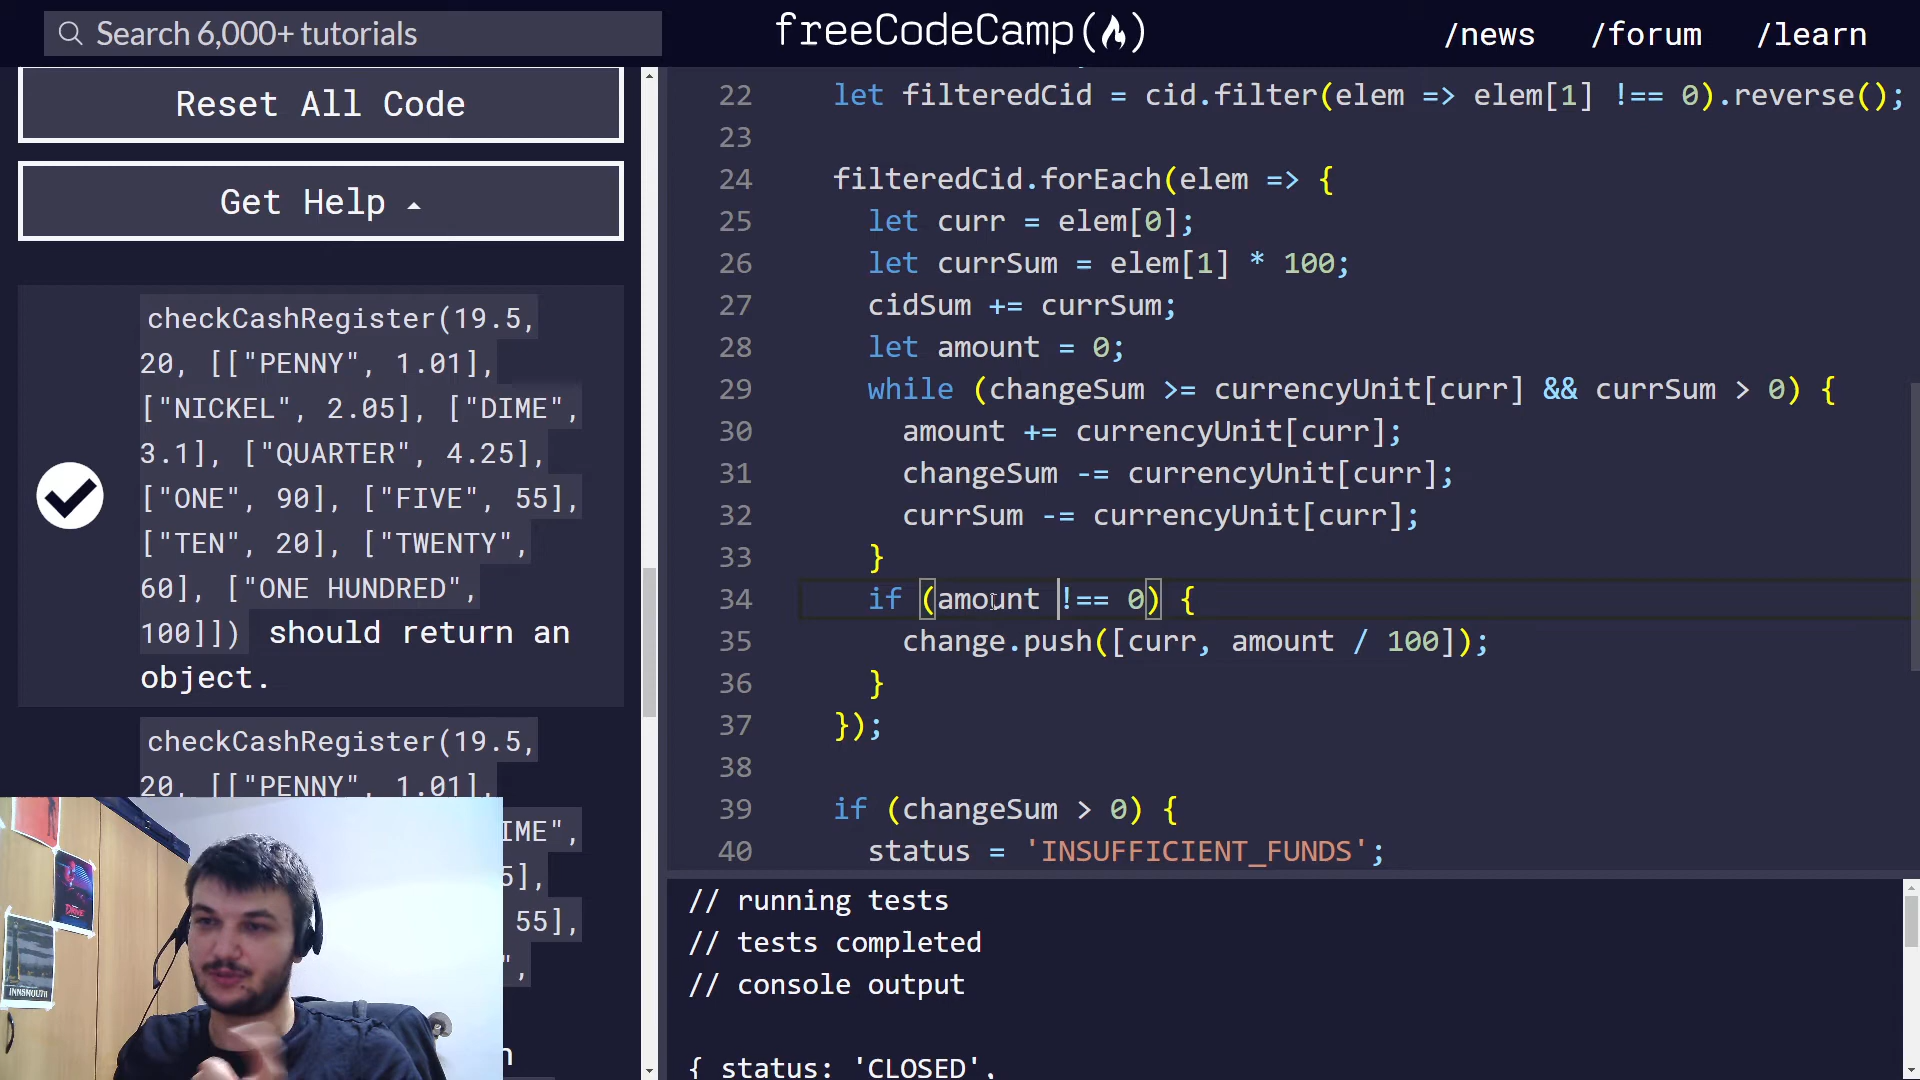 Search 6,000+ tutorials
freeCodeCamp
/news
/forum
/learn
Reset All Code
Get Help
checkCashRegister(19.5,
20, [["PENNY", 1.01],
["NICKEL", 2.05], ["DIME",
3.1], ["QUARTER", 4.25],
["ONE", 90], ["FIVE", 55],
["TEN", 20], ["TWENTY",
60], ["ONE HUNDRED",
100]]) should return an
object.
checkCashRegister(19.5,
20, [["PENNY", 1.01],
IME",
5],
55],
",
DRIVE
INNSMOUTH
22 let filteredCid = cid.filter(elem => elem[1] !== 0).reverse();
23
24 filteredCid.forEach(elem => {
25 let curr = elem[0];
26 let currSum = elem[1] * 100;
27 cidSum += currSum;
28 let amount = 0;
29 while (changeSum >= currencyUnit[curr] && currSum > 0) {
30 amount += currencyUnit[curr];
31 changeSum -= currencyUnit[curr];
32 currSum -= currencyUnit[curr];
33 }
34 if (amount !== 0) {
35 change.push([curr, amount / 100]);
36 }
37 });
38
39 if (changeSum > 0) {
40 status = 'INSUFFICIENT_FUNDS';
// running tests
// tests completed
// console output
{ status: 'CLOSED',